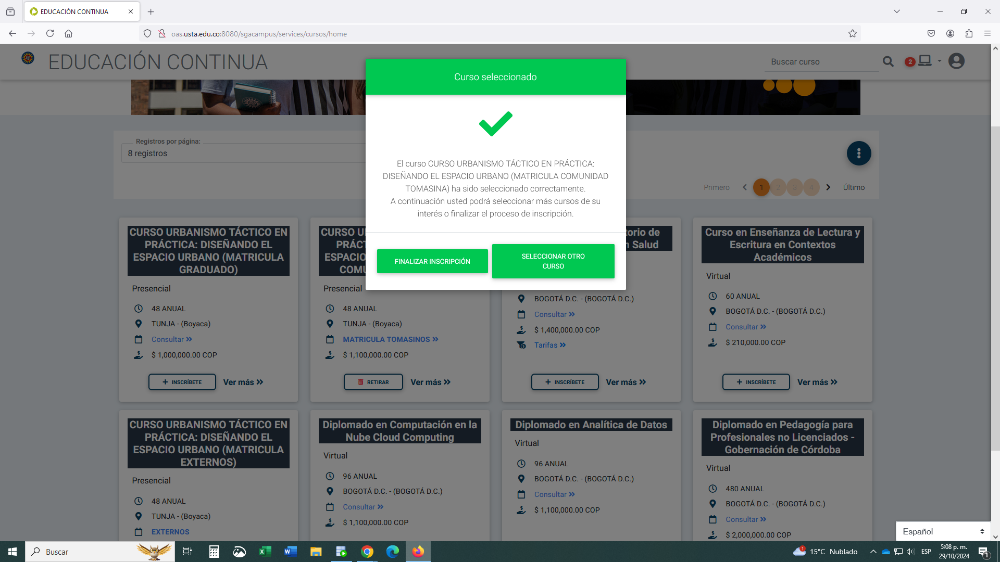 EDUCACIÓN CONTINUA
oas.usta.edu.co:8080/sgacampus/services/cursos/home
EDUCACIÓN CONTINUA
Buscar curso
2
Curso seleccionado
El curso CURSO URBANISMO TÁCTICO EN PRÁCTICA:
DISEÑANDO EL ESPACIO URBANO (MATRICULA COMUNIDAD
TOMASINA) ha sido seleccionado correctamente.
A continuación usted podrá seleccionar más cursos de su
interés o finalizar el proceso de inscripción.
FINALIZAR INSCRIPCIÓN
SELECCIONAR OTRO
CURSO
Registros por página:
8 registros
Primero
1
2
3
4
Último
CURSO URBANISMO TÁCTICO EN
PRÁCTICA: DISEÑANDO EL
ESPACIO URBANO (MATRICULA
GRADUADO)
Presencial
48 ANUAL
TUNJA - (Boyaca)
Consultar
$ 1,000,000.00 COP
INSCRÍBETE
Ver más
CURSO U
PRÁCT
ESPACIO
COMU
Presencial
48 ANUAL
TUNJA - (Boyaca)
MATRICULA TOMASINOS
$ 1,100,000.00 COP
RETIRAR
Ver más
torio de
n Salud
BOGOTÁ D.C. - (BOGOTÁ D.C.)
Consultar
$ 1,400,000.00 COP
Tarifas
INSCRÍBETE
Ver más
Curso en Enseñanza de Lectura y
Escritura en Contextos
Académicos
Virtual
60 ANUAL
BOGOTÁ D.C. - (BOGOTÁ D.C.)
Consultar
$ 210,000.00 COP
INSCRÍBETE
Ver más
CURSO URBANISMO TÁCTICO EN
PRÁCTICA: DISEÑANDO EL
ESPACIO URBANO (MATRICULA
EXTERNOS)
Presencial
48 ANUAL
TUNJA - (Boyaca)
EXTERNOS
Diplomado en Computación en la
Nube Cloud Computing
Virtual
96 ANUAL
BOGOTÁ D.C. - (BOGOTÁ D.C.)
Consultar
$ 1,100,000.00 COP
Diplomado en Analítica de Datos
Virtual
96 ANUAL
BOGOTÁ D.C. - (BOGOTÁ D.C.)
Consultar
$ 1,100,000.00 COP
Diplomado en Pedagogía para
Profesionales no Licenciados -
Gobernación de Córdoba
Virtual
480 ANUAL
BOGOTÁ D.C. - (BOGOTÁ D.C.)
Consultar
$ 2,000,000.00 COP
Español
Buscar
1
15°C Nublado
ESP
5:08 p. m.
29/10/2024
1